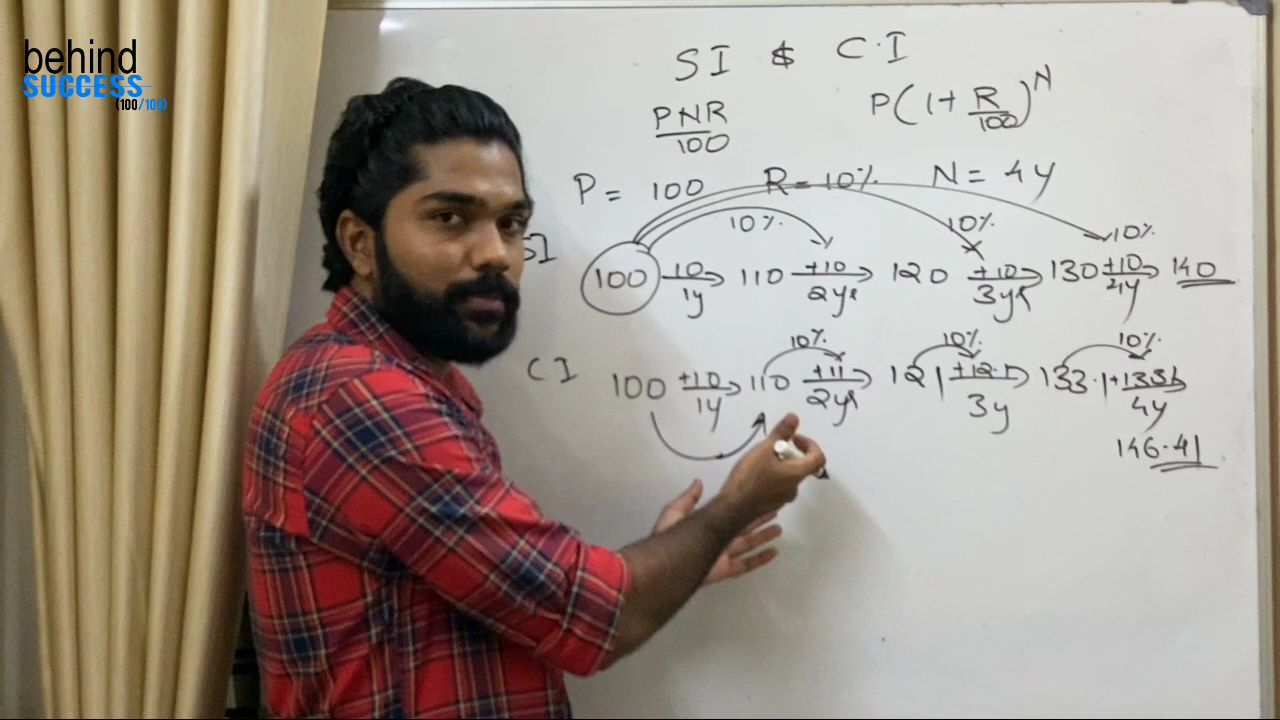 behind
SUCCESS
(100/100)
SI & C.I
PNR/100 P(1+R/100)^N
P = 100 R = 10% N = 4y
10% 10% 10%
SI 100 10/1y → 110 +10/2yr → 120 +10/3yr → 130 +10/4y → 140
10% 10% 10%
CI 100 +10/1y → 110 +11/2yr → 121 +12.1/3y → 133.1 → 4y
146.41